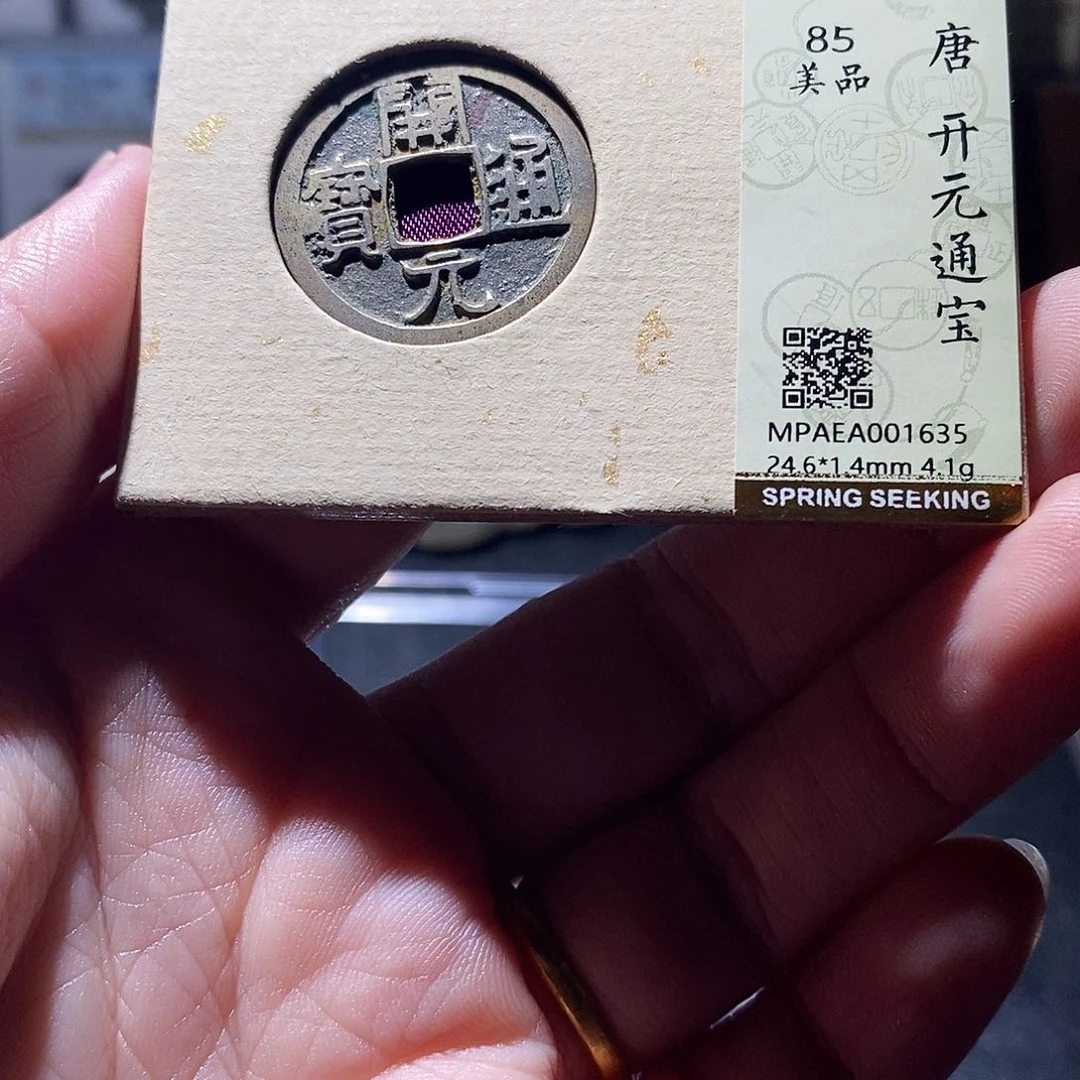 開元通寳
85
美品
唐 开元通宝
MPAEA001635
24.6*1.4mm 4.1g
SPRING SEEKING